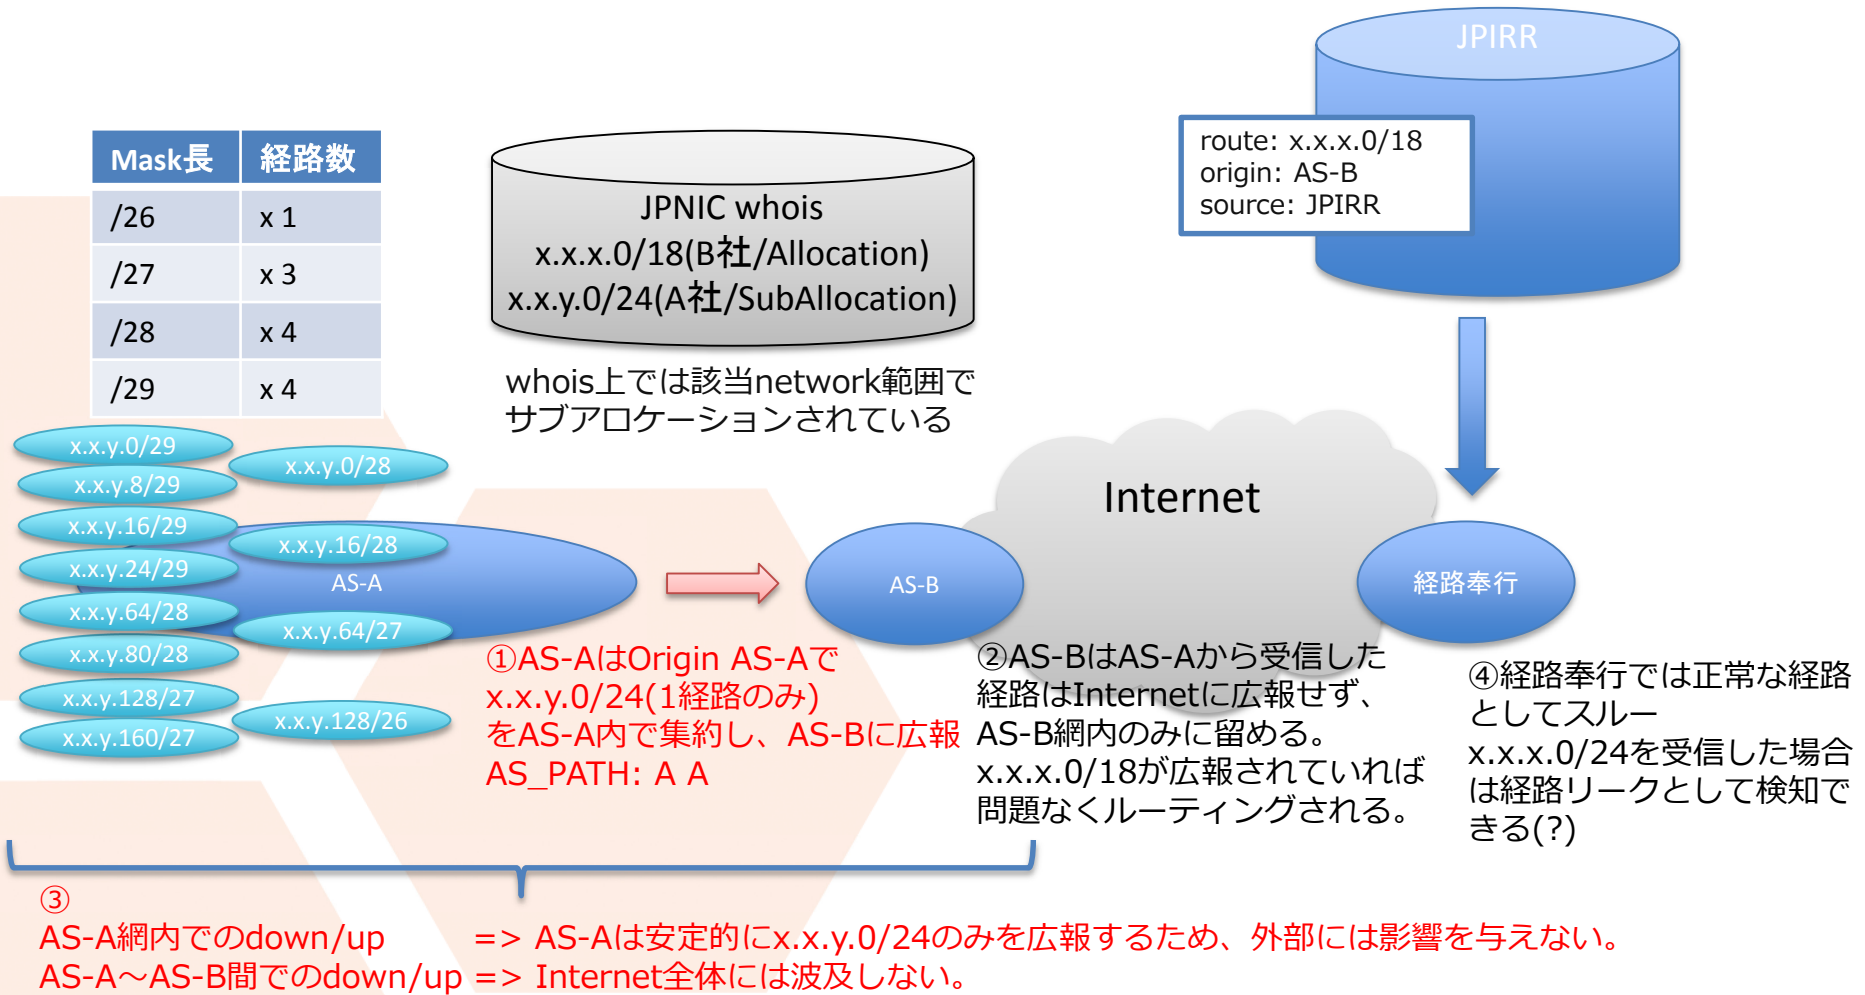 JPIRR
route: x.x.x.0/18
origin: AS-B
source: JPIRR
Mask長 経路数
/26 x 1
/27 x 3
/28 x 4
/29 x 4
JPNIC whois
x.x.x.0/18(B社/Allocation)
x.x.y.0/24(A社/SubAllocation)
whois上では該当network範囲で
サブアロケーションされている
x.x.y.0/29
x.x.y.8/29
x.x.y.16/29
x.x.y.24/29
x.x.y.64/28
x.x.y.80/28
x.x.y.128/27
x.x.y.160/27
x.x.y.0/28
x.x.y.16/28
AS-A
x.x.y.64/27
x.x.y.128/26
AS-B
Internet
経路奉行
①AS-AはOrigin AS-Aで
x.x.y.0/24(1経路のみ)
をAS-A内で集約し、AS-Bに広報
AS_PATH: A A
②AS-BはAS-Aから受信した
経路はInternetに広報せず、
AS-B網内のみに留める。
x.x.x.0/18が広報されていれば
問題なくルーティングされる。
④経路奉行では正常な経路
としてスルー
x.x.x.0/24を受信した場合
は経路リークとして検知で
きる(?)
③
AS-A網内でのdown/up => AS-Aは安定的にx.x.y.0/24のみを広報するため、外部には影響を与えない。
AS-A～AS-B間でのdown/up => Internet全体には波及しない。